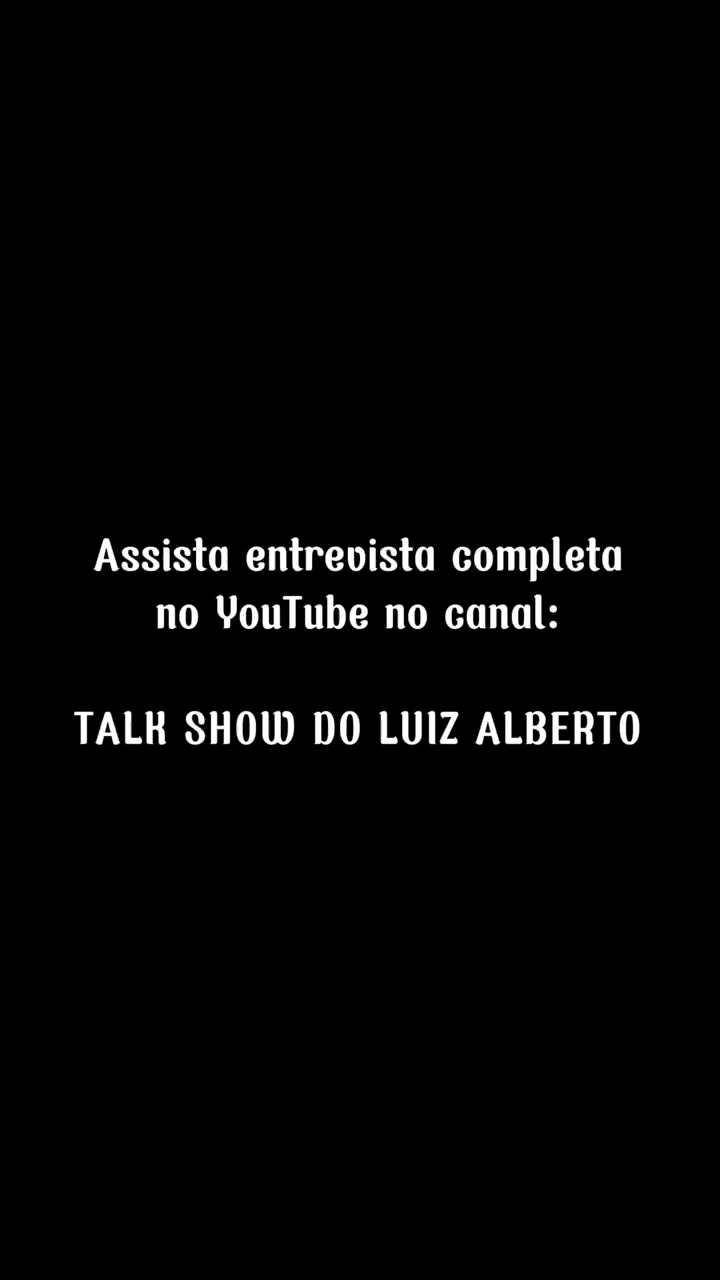 Assista entrevista completa
no YouTube no canal:
TALK SHOW DO LUIZ ALBERTO